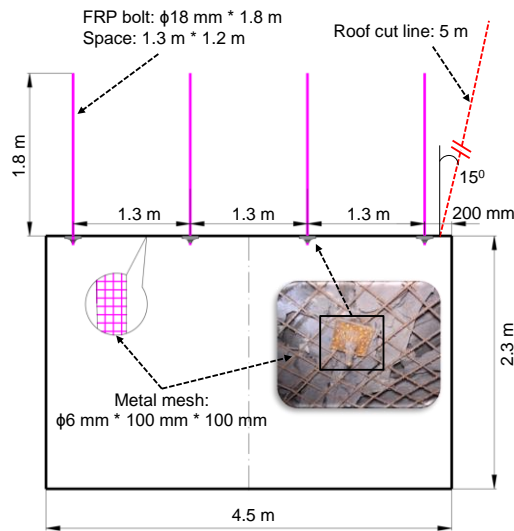 FRP bolt: ϕ18 mm * 1.8 m
Space: 1.3 m * 1.2 m
Roof cut line: 5 m
1.8 m
15⁰
1.3 m
1.3 m
1.3 m
200 mm
2.3 m
Metal mesh:
ϕ6 mm * 100 mm * 100 mm
4.5 m